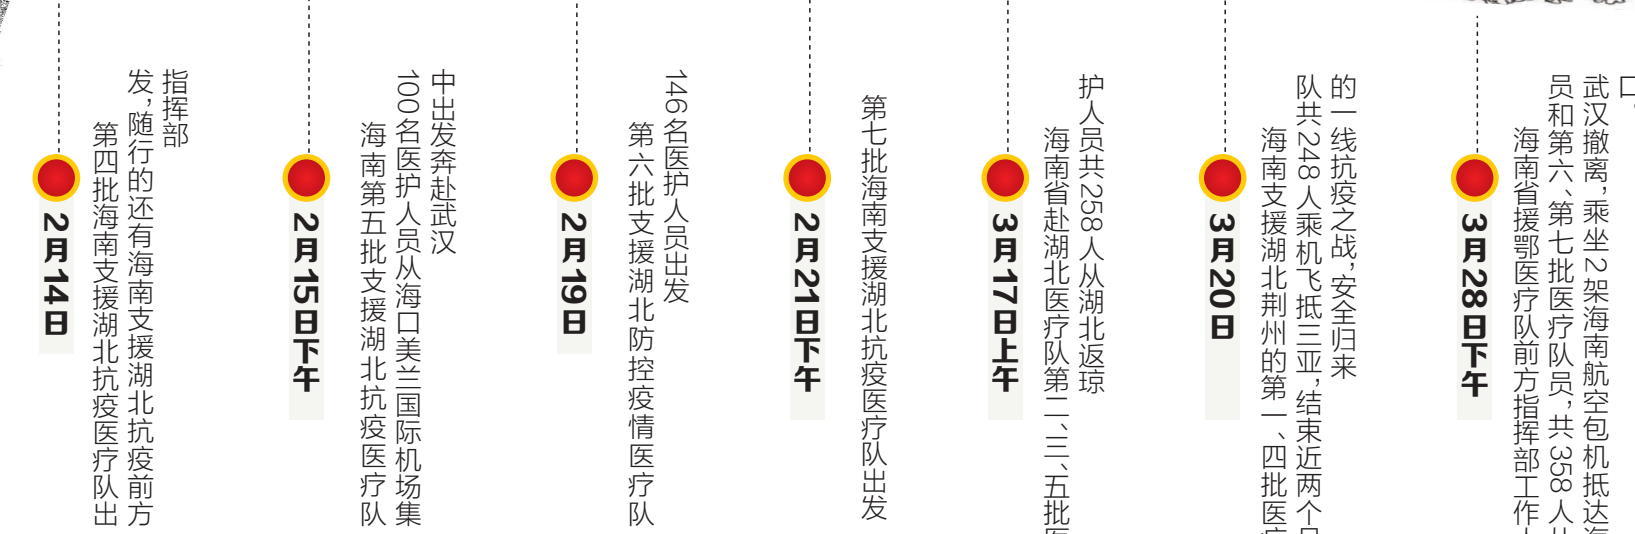 2月14日
第四批海南支援湖北抗疫医疗队出
发，随行的还有海南支援湖北抗疫前方
指挥部
2月15日下午
海南第五批支援湖北抗疫医疗队
100名医护人员从海口美兰国际机场集
中出发奔赴武汉
2月19日
第六批支援湖北防控疫情医疗队
146名医护人员出发
2月21日下午
第七批海南支援湖北抗疫医疗队出发
3月17日上午
海南省赴湖北医疗队第二、三、五批医
护人员共258人从湖北返琼
3月20日
海南支援湖北荆州的第一、四批医疗
队共248人乘机飞抵三亚，结束近两个月
的一线抗疫之战，安全归来
3月28日下午
海南省援鄂医疗队前方指挥部工作人
员和第六、第七批医疗队员，共358人从
武汉撤离，乘坐2架海南航空包机抵达海
口。